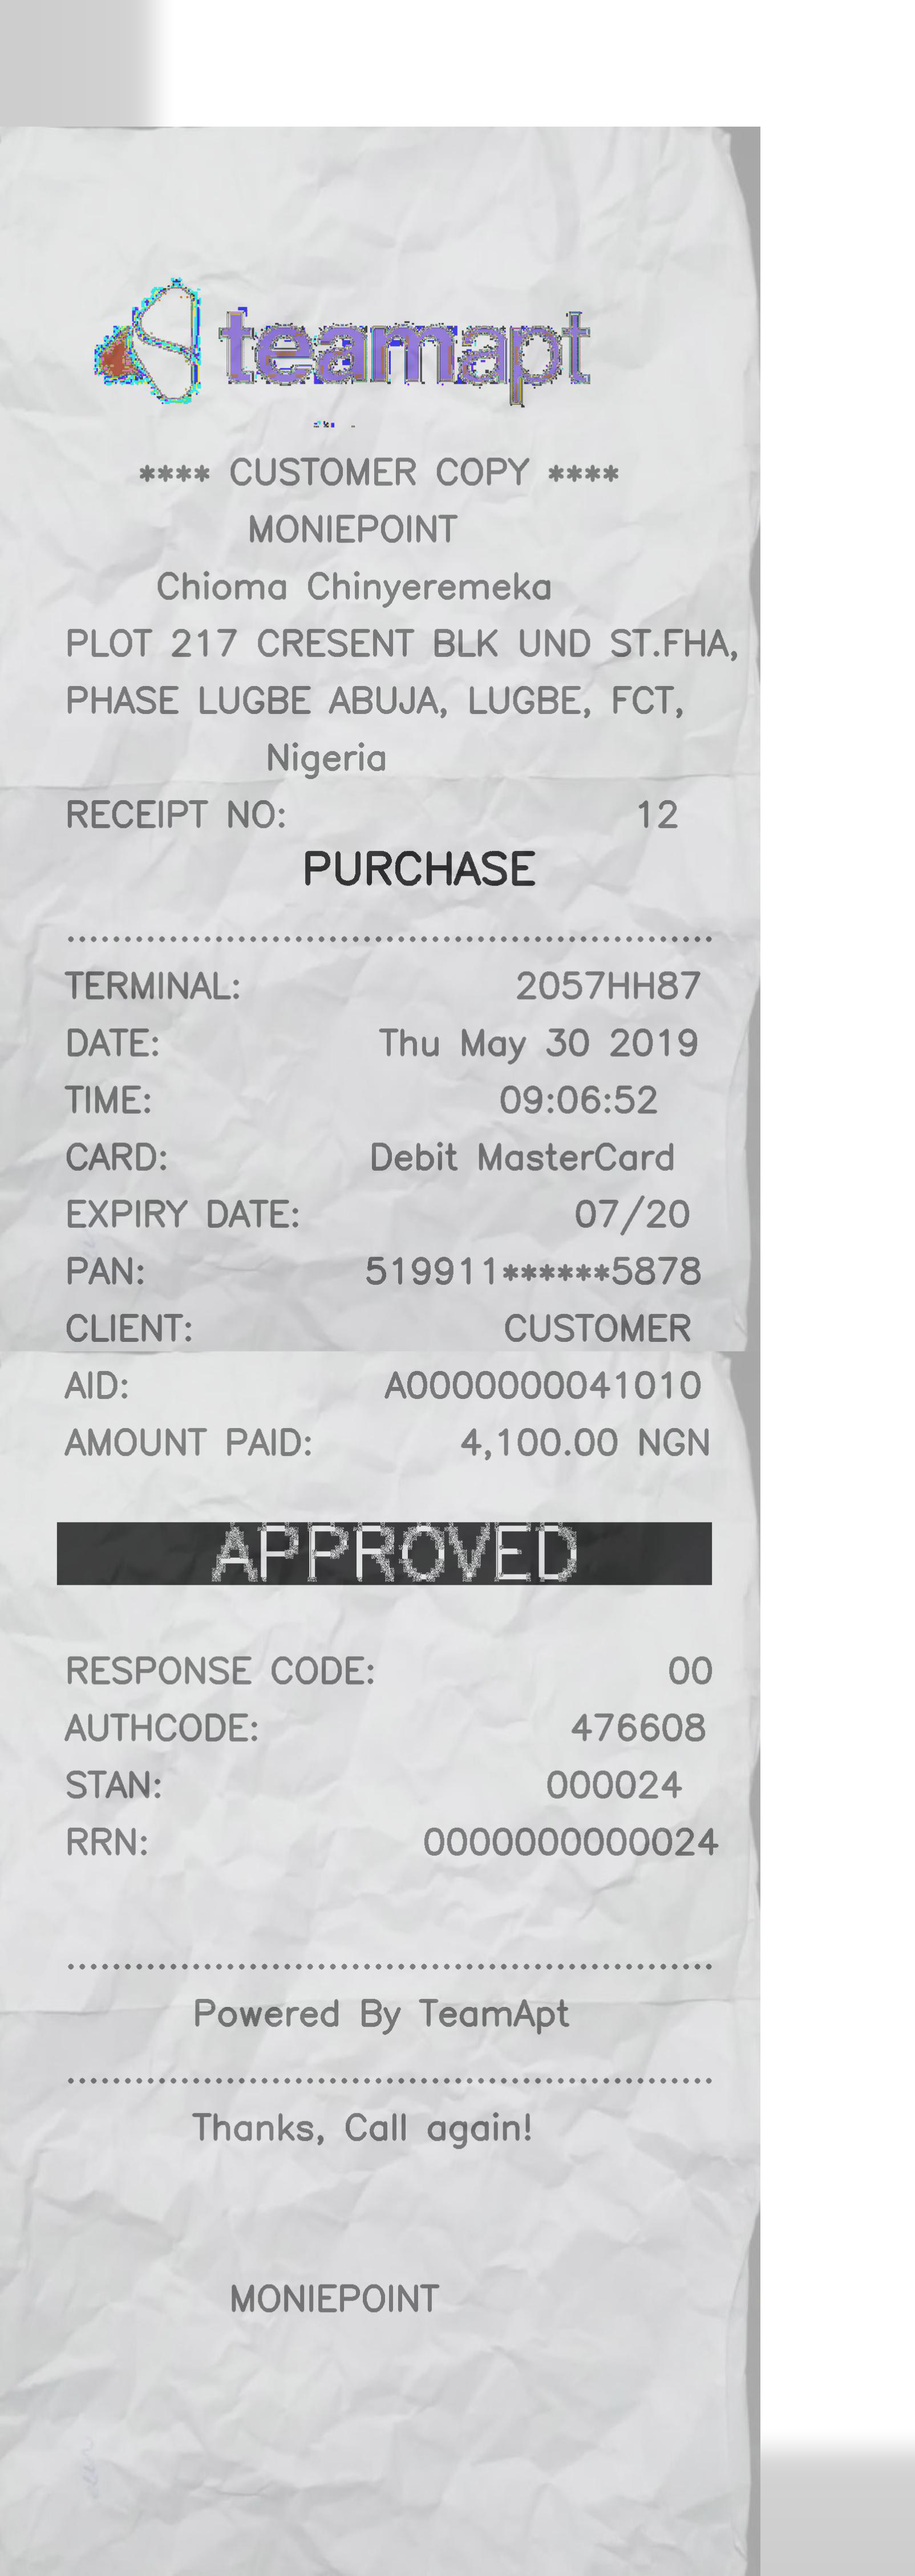 teamapt
**** CUSTOMER COPY ****
MONIEPOINT
Chioma Chinyeremeka
PLOT 217 CRESENT BLK UND ST.FHA,
PHASE LUGBE ABUJA, LUGBE, FCT,
Nigeria
RECEIPT NO: 12
PURCHASE
TERMINAL: 2057HH87
DATE: Thu May 30 2019
TIME: 09:06:52
CARD: Debit MasterCard
EXPIRY DATE: 07/20
PAN: 519911******5878
CLIENT: CUSTOMER
AID: A0000000041010
AMOUNT PAID: 4,100.00 NGN
APPROVED
RESPONSE CODE: 00
AUTHCODE: 476608
STAN: 000024
RRN: 0000000000024
Powered By TeamApt
Thanks, Call again!
MONIEPOINT